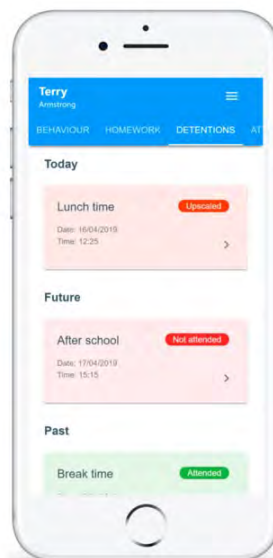 Terry
Armstrong
BEHAVIOUR HOMEWORK DETENTIONS AT
Today
Lunch time Upscaled
Date: 16/04/2019
Time: 12:25
Future
After school Not attended
Date: 17/04/2019
Time: 15:15
Past
Break time Attended